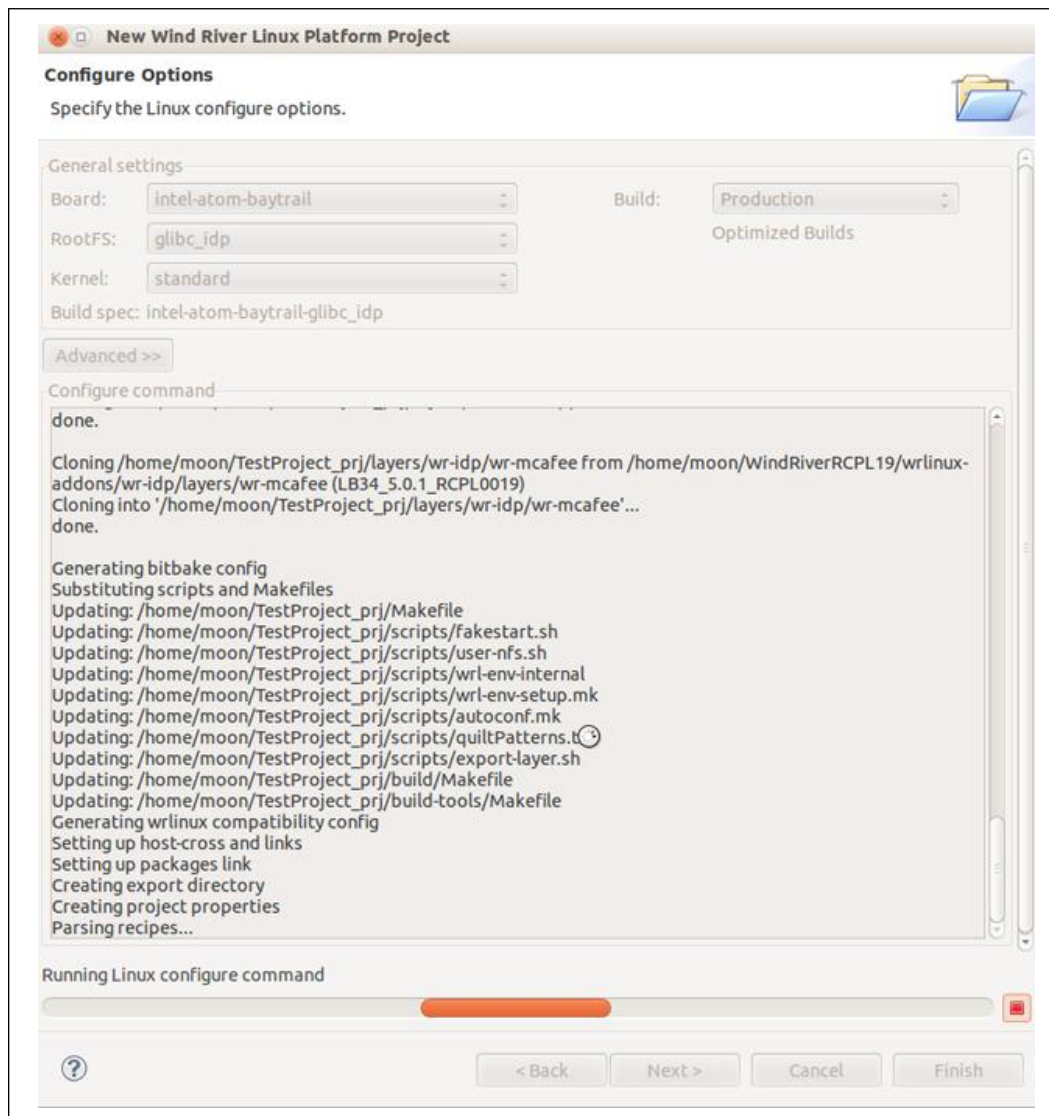 New Wind River Linux Platform Project
Configure Options
Specify the Linux configure options.
General settings
Board: intel-atom-baytrail Build: Production
RootFS: glibc_idp Optimized Builds
Kernel: standard
Build spec: intel-atom-baytrail-glibc_idp
Advanced >>
Configure command
done.
Cloning /home/moon/TestProject_prj/layers/wr-idp/wr-mcafee from /home/moon/WindRiverRCPL19/wrlinux-
addons/wr-idp/layers/wr-mcafee (LB34_5.0.1_RCPL0019)
Cloning into '/home/moon/TestProject_prj/layers/wr-idp/wr-mcafee'...
done.
Generating bitbake config
Substituting scripts and Makefiles
Updating: /home/moon/TestProject_prj/Makefile
Updating: /home/moon/TestProject_prj/scripts/fakestart.sh
Updating: /home/moon/TestProject_prj/scripts/user-nfs.sh
Updating: /home/moon/TestProject_prj/scripts/wrl-env-internal
Updating: /home/moon/TestProject_prj/scripts/wrl-env-setup.mk
Updating: /home/moon/TestProject_prj/scripts/autoconf.mk
Updating: /home/moon/TestProject_prj/scripts/quiltPatterns.t
Updating: /home/moon/TestProject_prj/scripts/export-layer.sh
Updating: /home/moon/TestProject_prj/build/Makefile
Updating: /home/moon/TestProject_prj/build-tools/Makefile
Generating wrlinux compatibility config
Setting up host-cross and links
Setting up packages link
Creating export directory
Creating project properties
Parsing recipes...
Running Linux configure command
? < Back Next > Cancel Finish